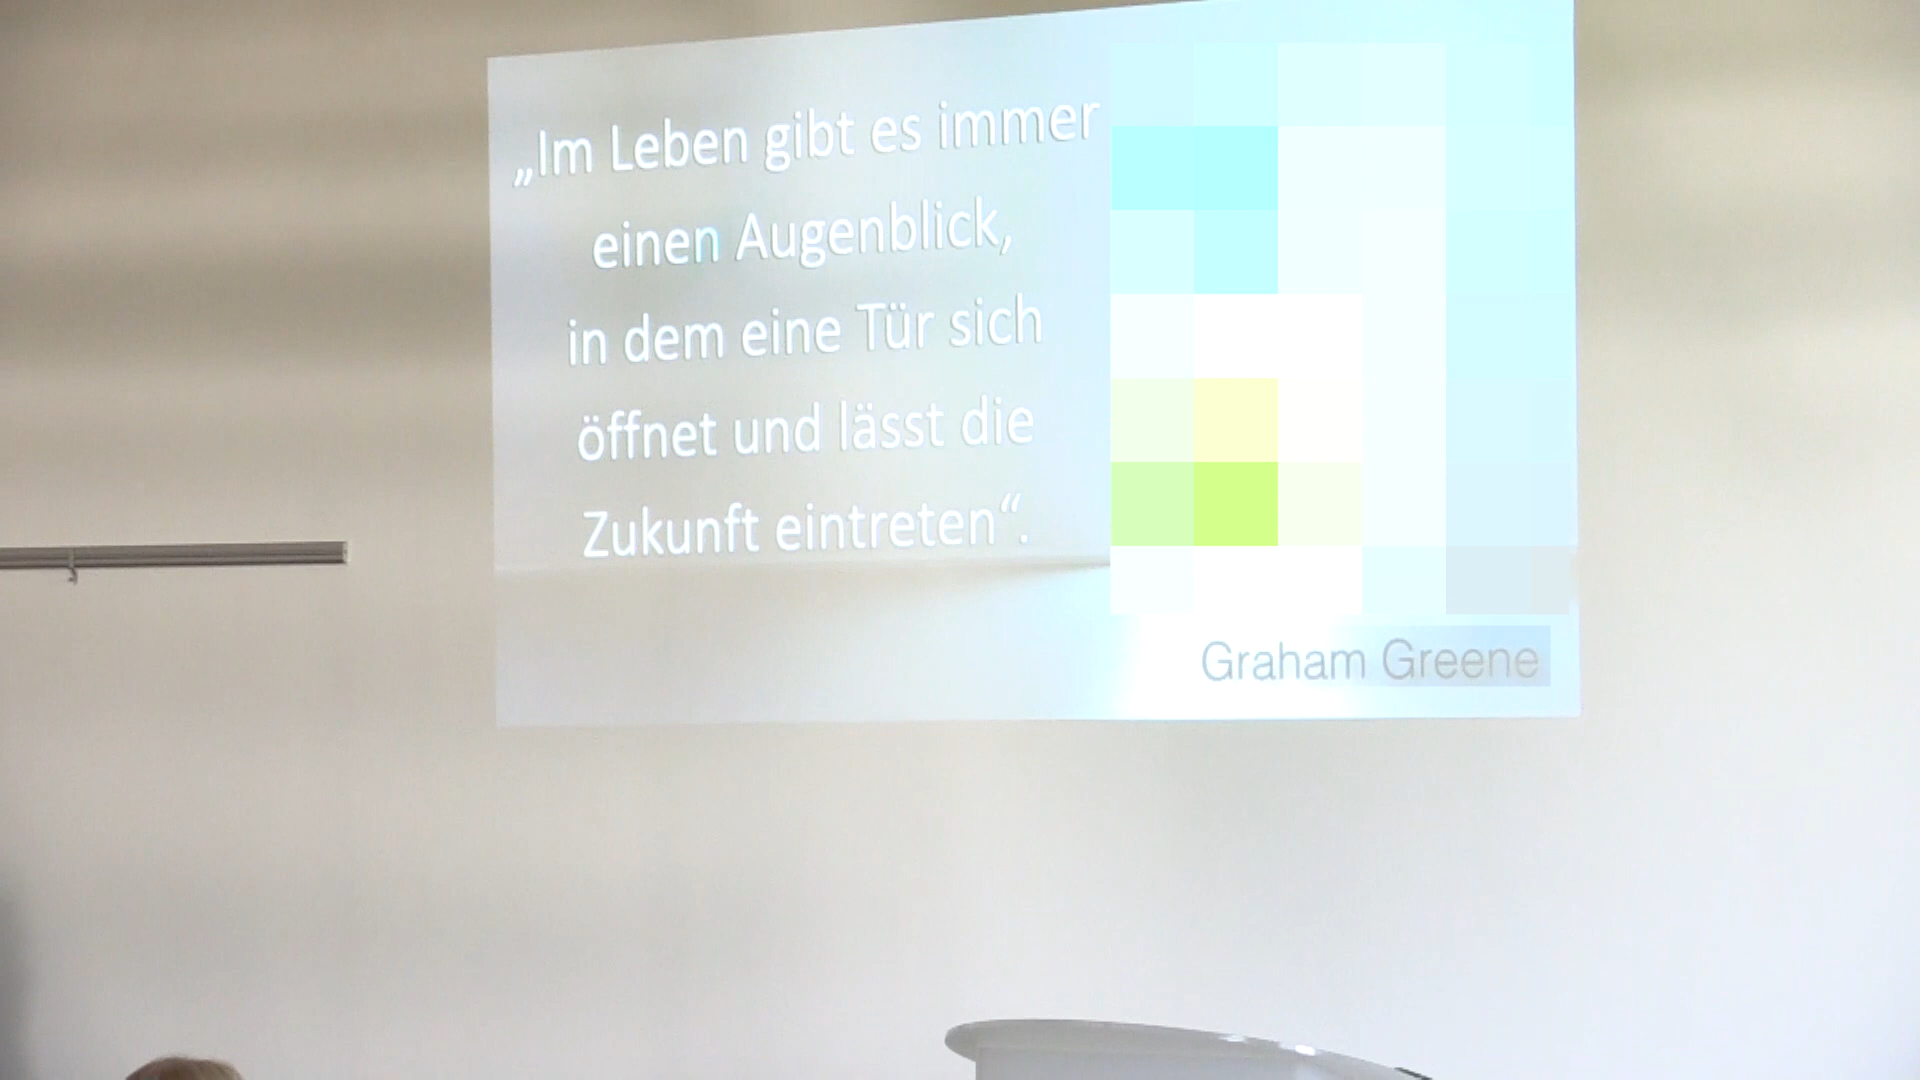 „Im Leben gibt es immer
einen Augenblick,
in dem eine Tür sich
öffnet und lässt die
Zukunft eintreten“.
Graham Greene